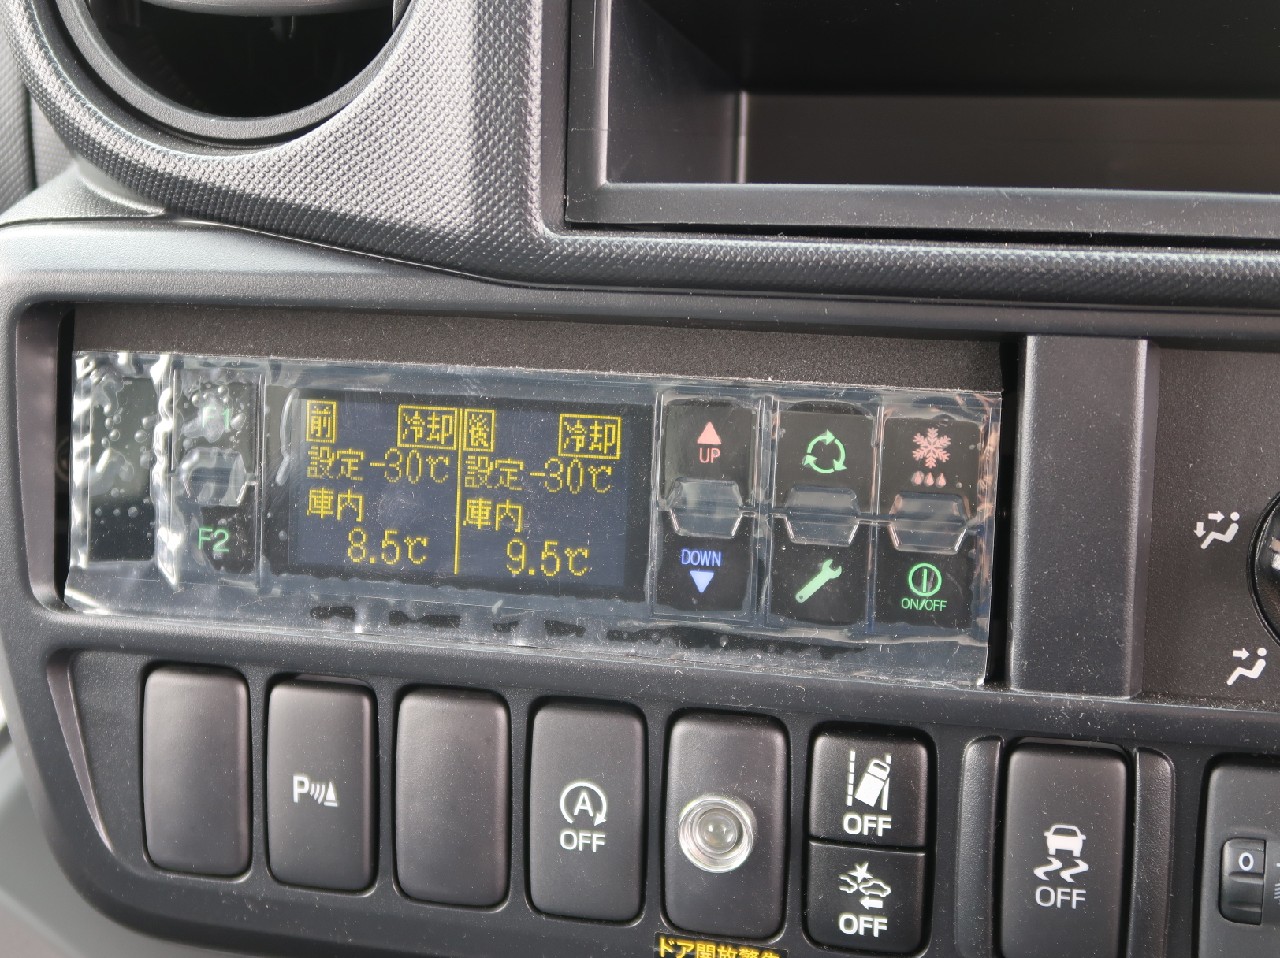 前 冷却 後 冷却
設定-30℃ 設定-30℃
庫内 庫内
8.5℃ 9.5℃
F2
UP
DOWN
ON/OFF
P
A
OFF
OFF
OFF
OFF
0
ドア開放警告